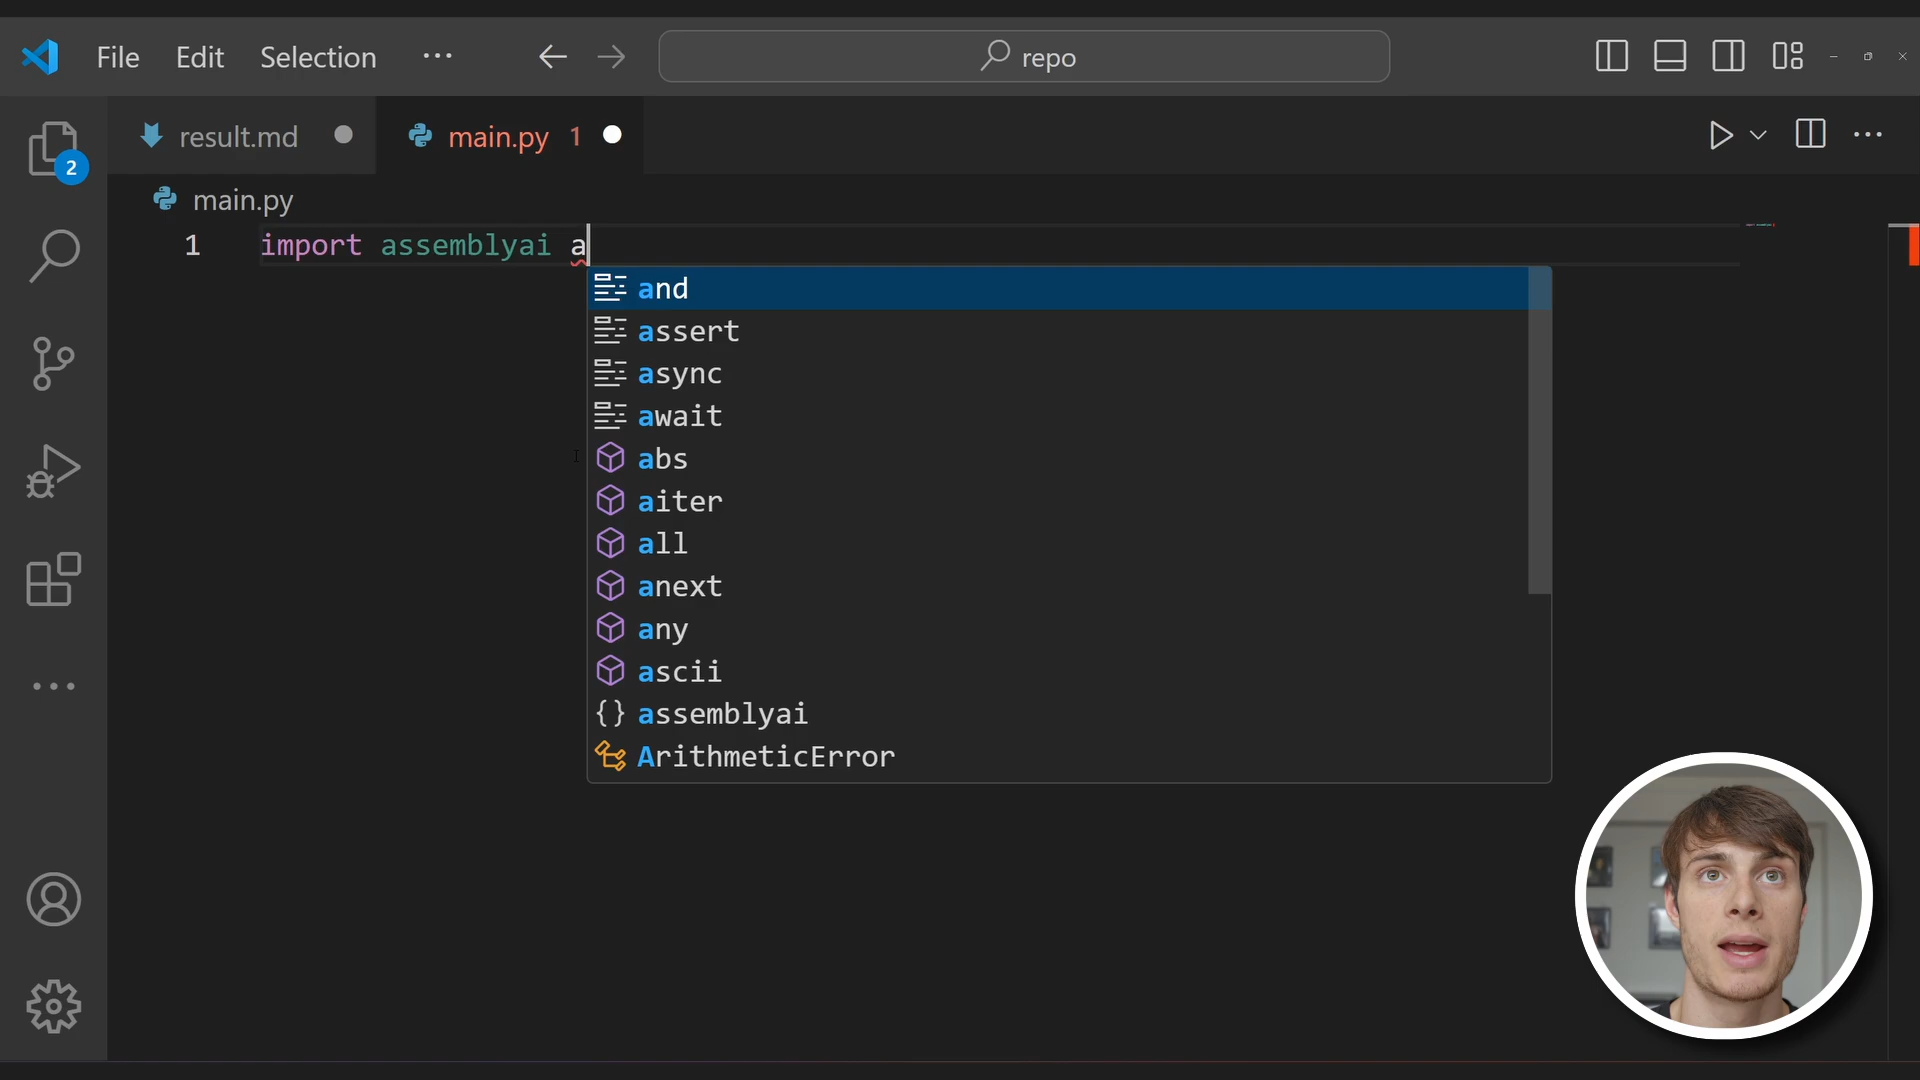 File Edit Selection ··· repo
2
result.md
main.py 1
main.py
1 import assemblyai a
and
assert
async
await
abs
aiter
all
anext
any
ascii
{} assemblyai
ArithmeticError